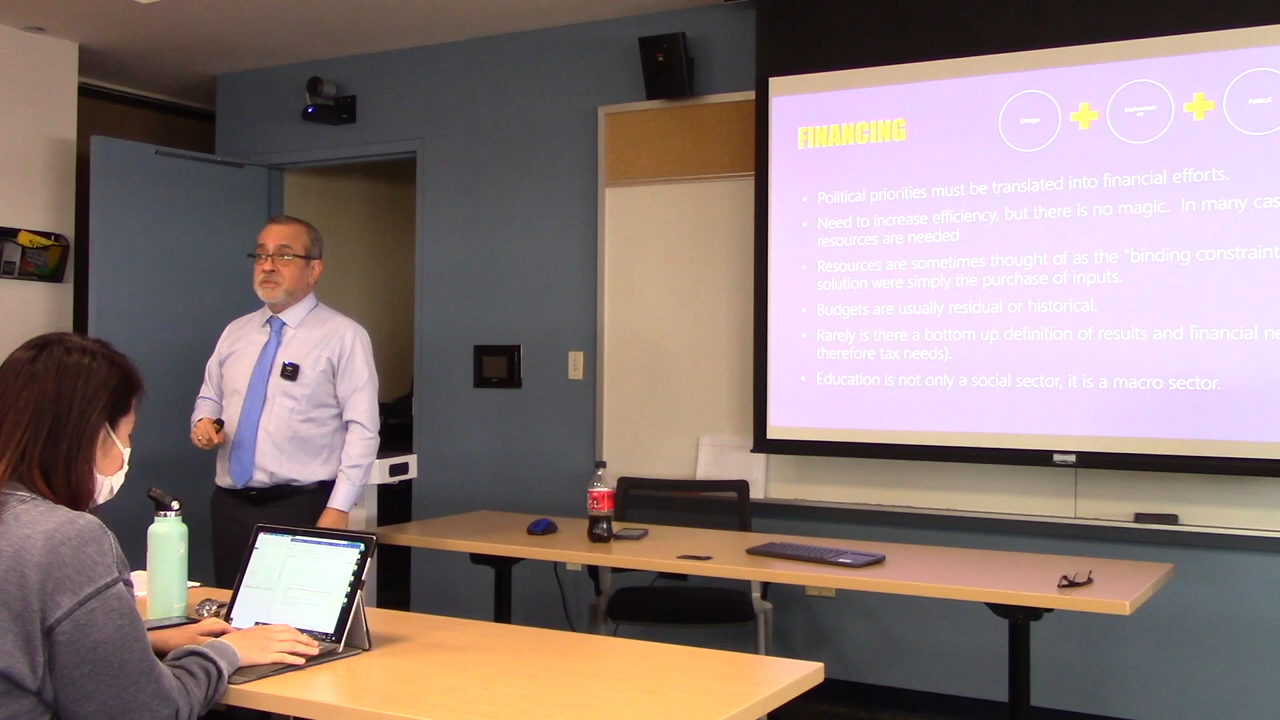 FINANCING
Design
Political
Political priorities must be translated into financial efforts.
Need to increase efficiency, but there is no magic. In many
resources are needed
Resources are sometimes thought of as the "binding constraint
solution were simply the purchase of inputs.
Budgets are usually residual or historical.
Rarely is there a bottom up definition of results and financial
therefore tax needs).
Education is not only a social sector, it is a macro sector.